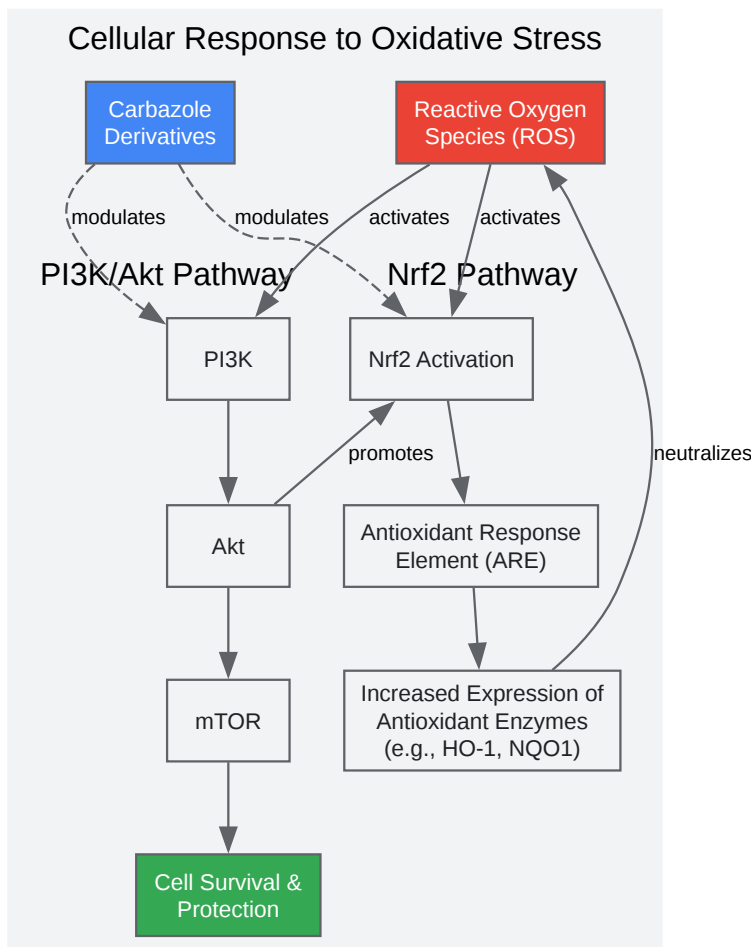 Cellular Response to Oxidative Stress
Carbazole
Derivatives
Reactive Oxygen
Species (ROS)
modulates
modulates
activates
activates
PI3K/Akt Pathway
Nrf2 Pathway
PI3K
Nrf2 Activation
promotes
neutralizes
Akt
Antioxidant Response
Element (ARE)
mTOR
Increased Expression of
Antioxidant Enzymes
(e.g., HO-1, NQO1)
Cell Survival &
Protection